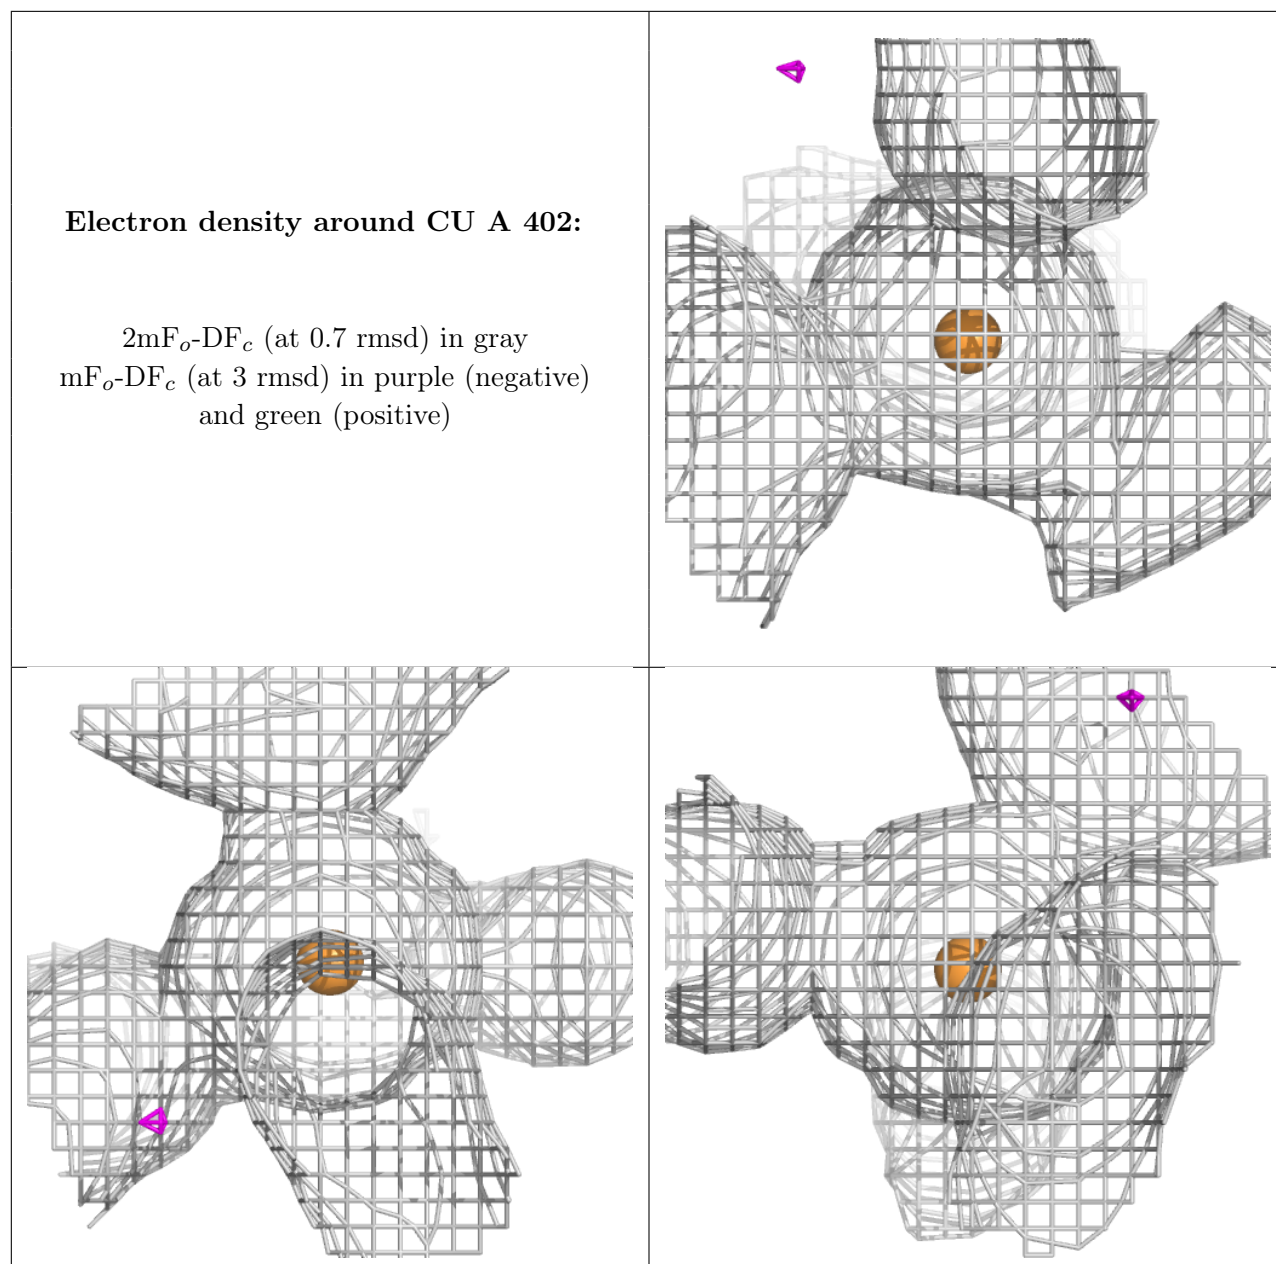 Electron density around CU A 402:
2mFo-DFc (at 0.7 rmsd) in gray
mFo-DFc (at 3 rmsd) in purple (negative)
and green (positive)